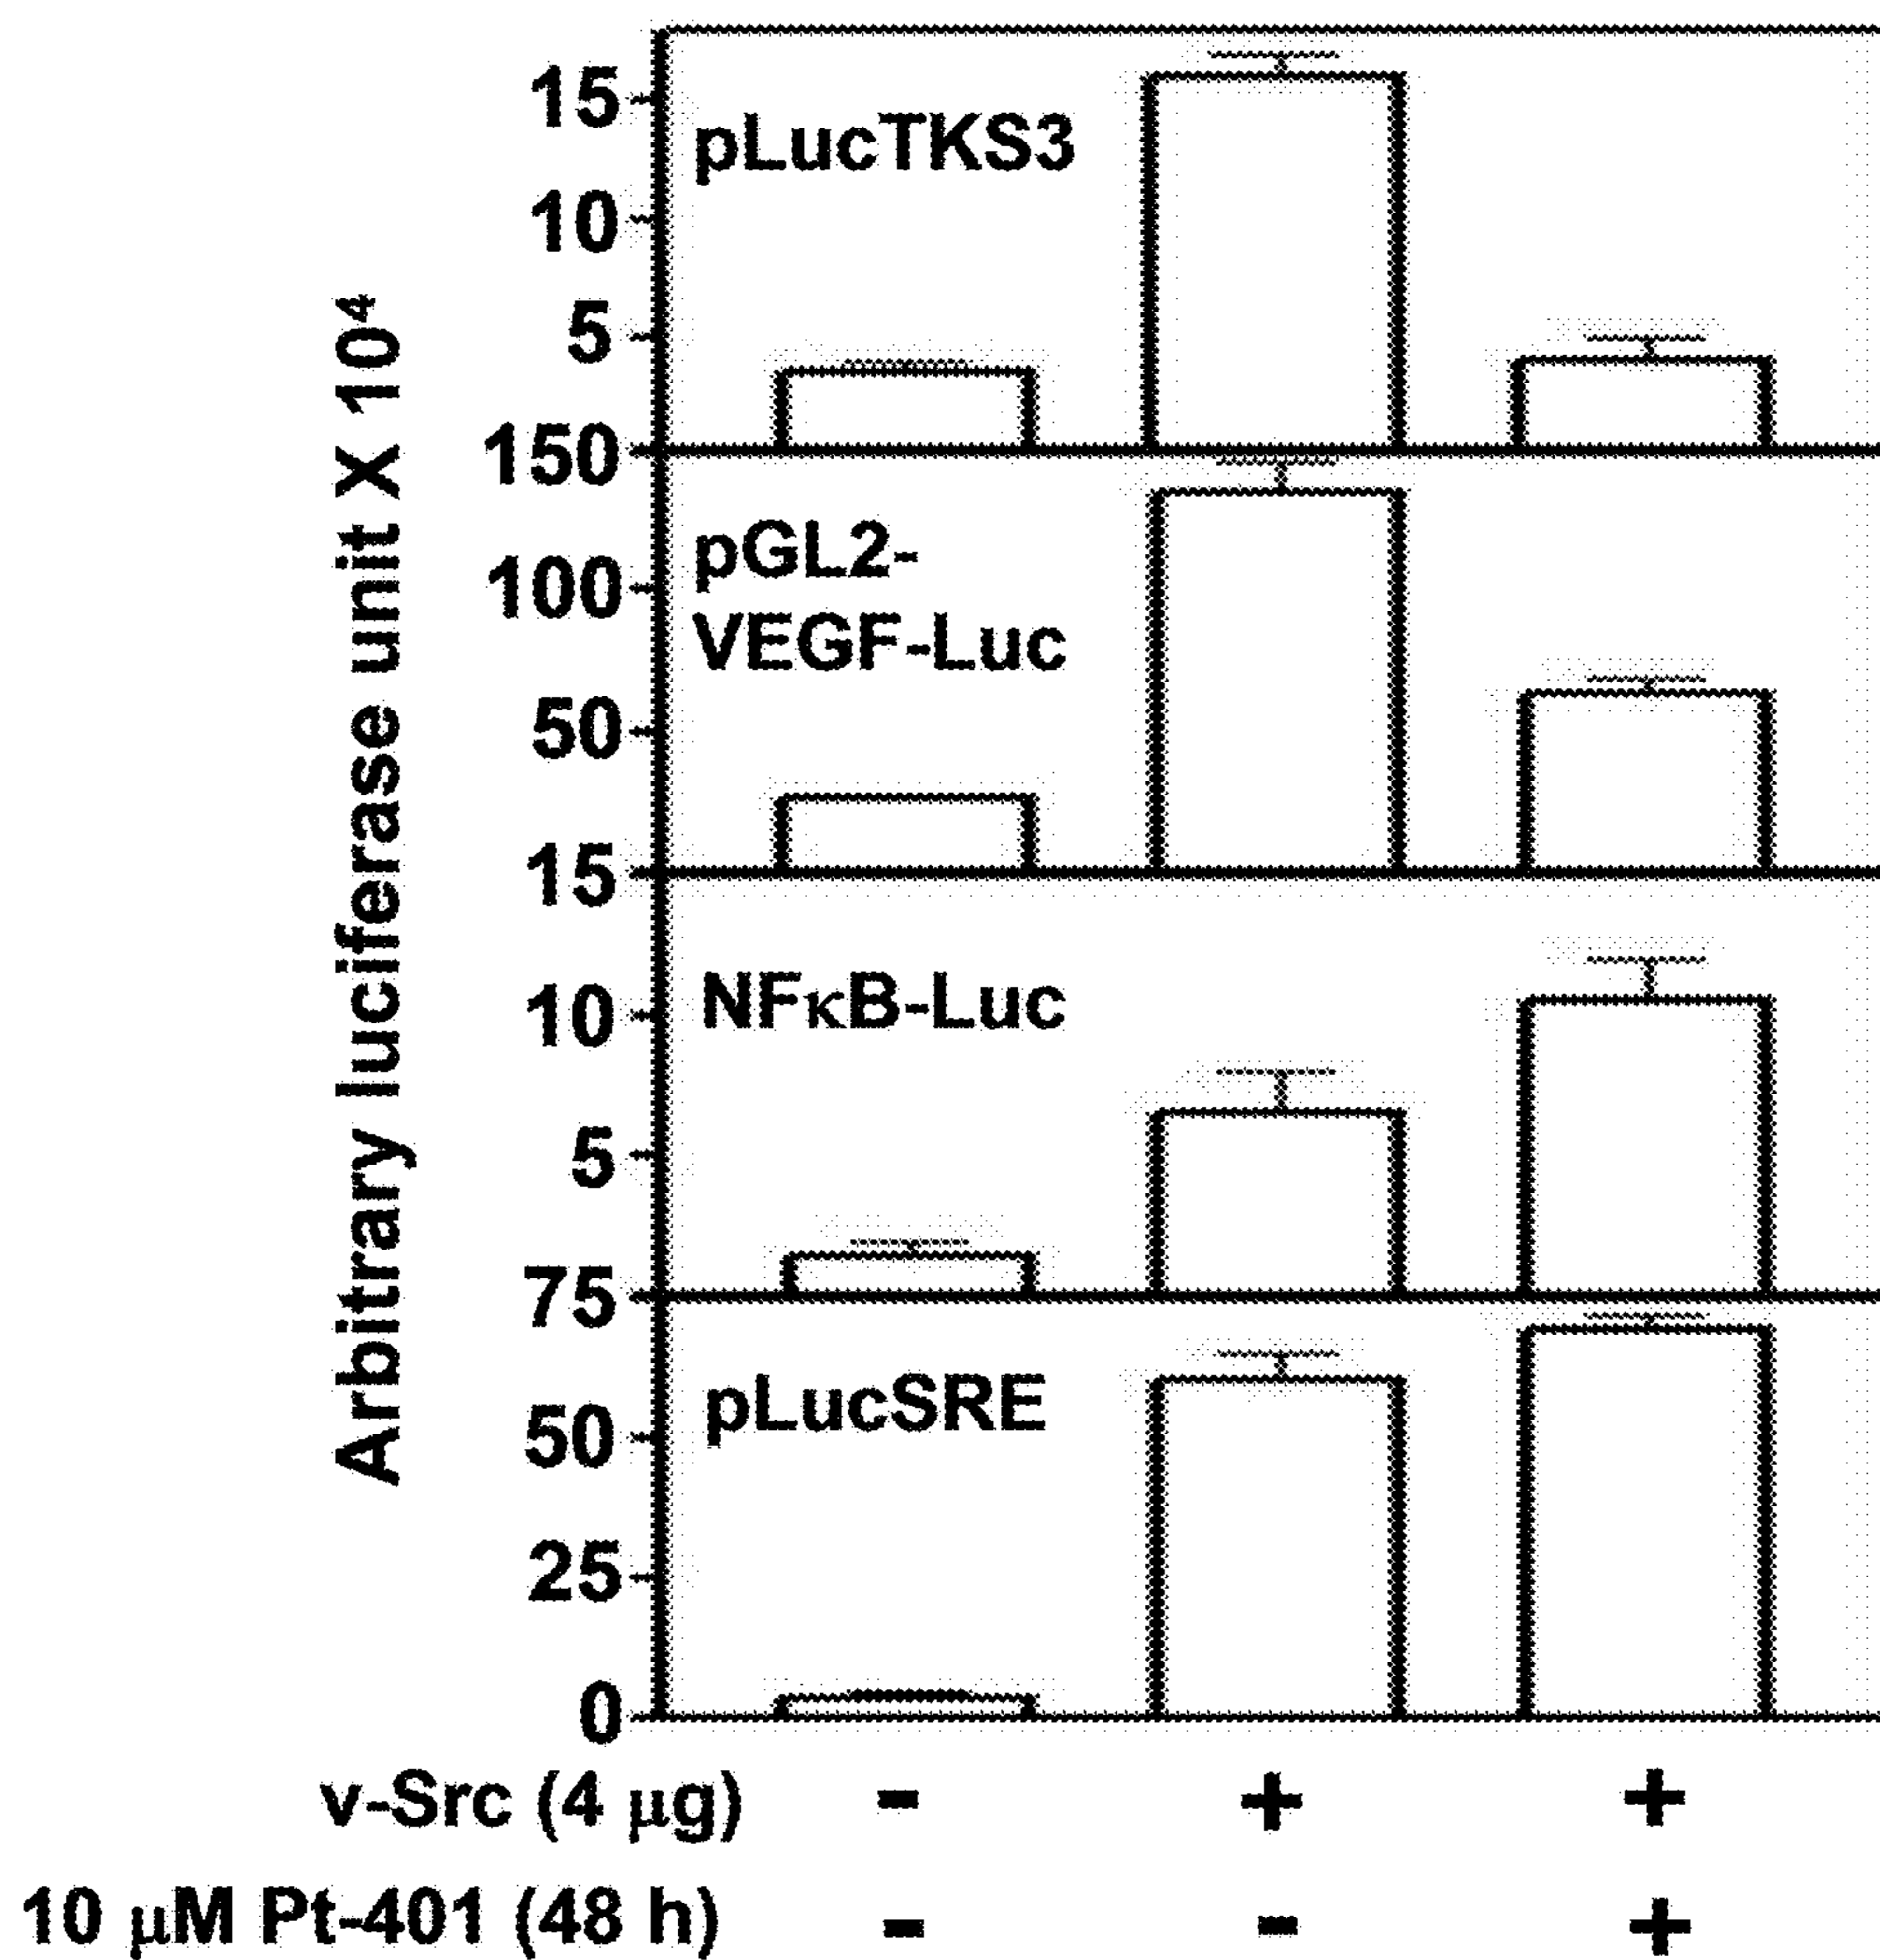 Arbitrary luciferase unit X 10⁴
15
pLucTKS3
10
5
150
pGL2-
VEGF-Luc
100
50
15
NFκB-Luc
10
5
75
pLucSRE
50
25
0
v-Src (4 μg) - + +
10 μM Pt-401 (48 h) - - +